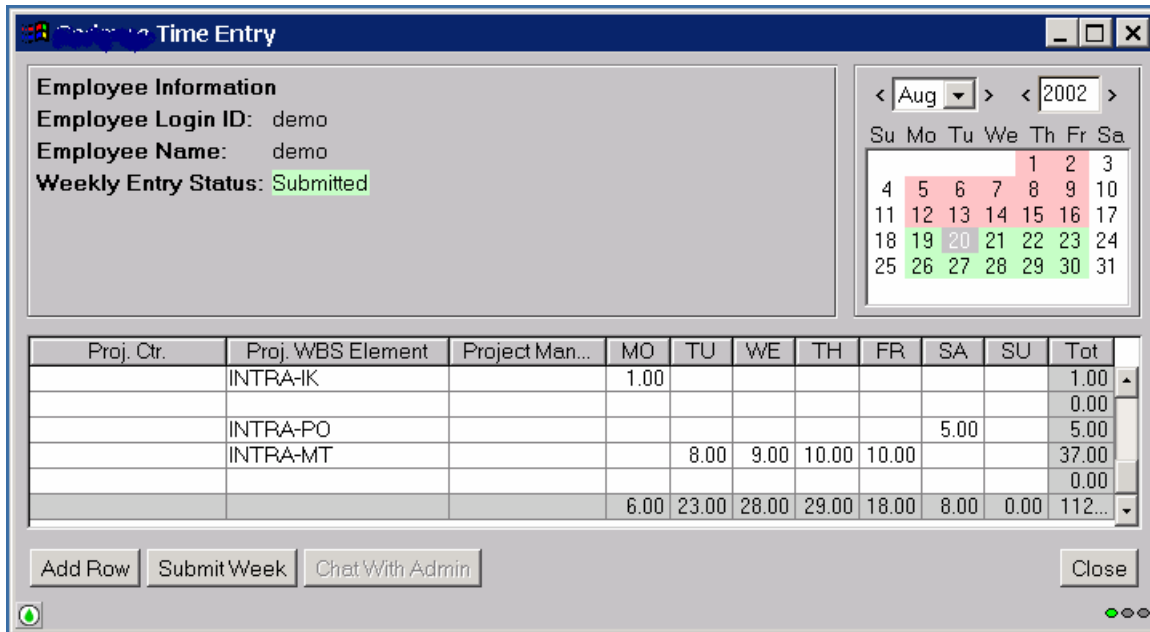 Time Entry
Employee Information
Employee Login ID: demo
Employee Name: demo
Weekly Entry Status: Submitted
< Aug > < 2002 >
Su Mo Tu We Th Fr Sa
1 2 3
4 5 6 7 8 9 10
11 12 13 14 15 16 17
18 19 20 21 22 23 24
25 26 27 28 29 30 31
Proj. Ctr. Proj. WBS Element Project Man... MO TU WE TH FR SA SU Tot
INTRA-IK 1.00 1.00
0.00
INTRA-PO 5.00 5.00
INTRA-MT 8.00 9.00 10.00 10.00 37.00
0.00
6.00 23.00 28.00 29.00 18.00 8.00 0.00 112...
Add Row Submit Week Chat With Admin Close